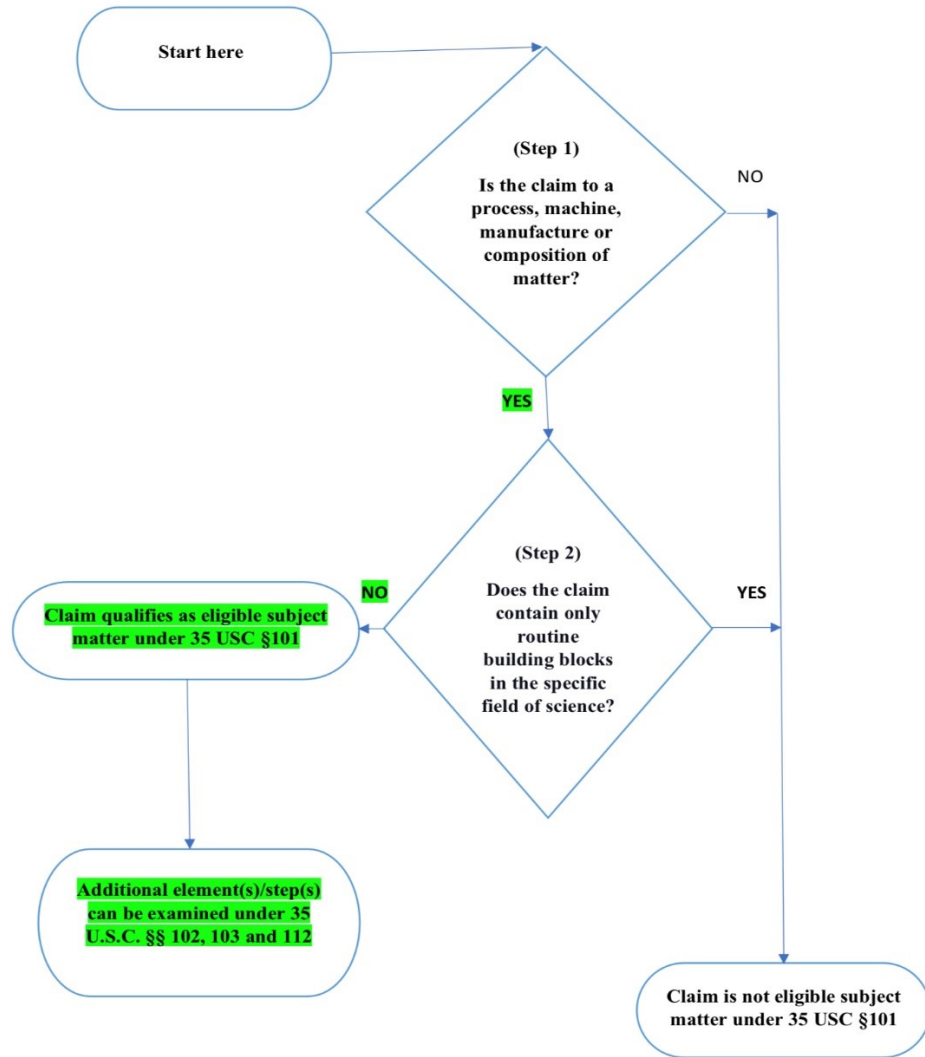 Start here
(Step 1)
Is the claim to a
process, machine,
manufacture or
composition of
matter?
NO
YES
(Step 2)
Does the claim
contain only
routine
building blocks
in the specific
field of science?
NO
YES
Claim qualifies as eligible subject
matter under 35 USC §101
Additional element(s)/step(s)
can be examined under 35
U.S.C. §§ 102, 103 and 112
Claim is not eligible subject
matter under 35 USC §101